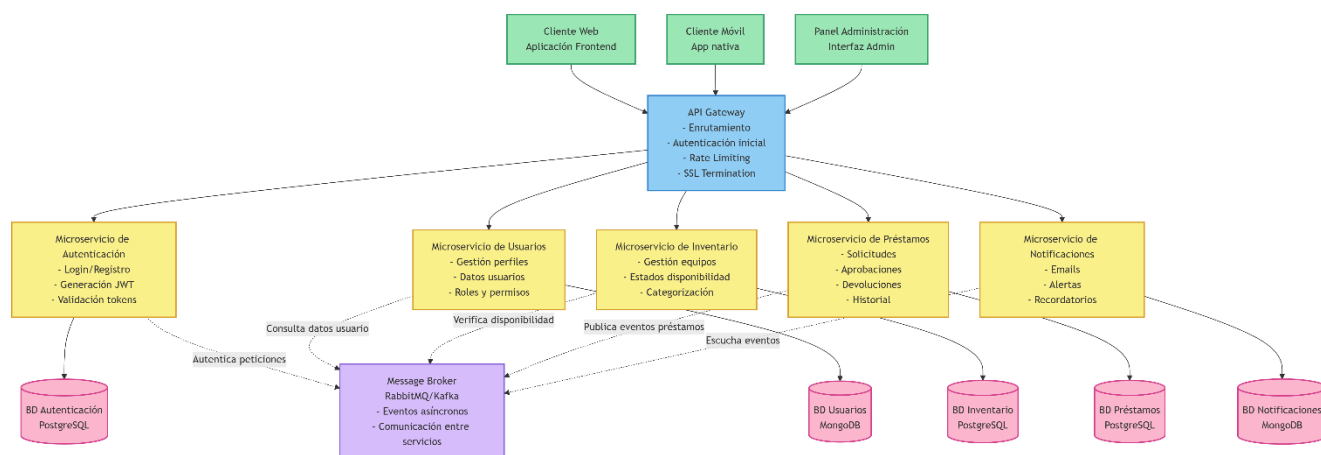 Cliente Web
Aplicación Frontend
Cliente Móvil
App nativa
Panel Administración
Interfaz Admin
API Gateway
- Enrutamiento
- Autenticación inicial
- Rate Limiting
- SSL Termination
Microservicio de
Autenticación
- Login/Registro
- Generación JWT
- Validación tokens
Microservicio de Usuarios
- Gestión perfiles
- Datos usuarios
- Roles y permisos
Microservicio de Inventario
- Gestión equipos
- Estados disponibilidad
- Categorización
Microservicio de Préstamos
- Solicitudes
- Aprobaciones
- Devoluciones
- Historial
Microservicio de
Notificaciones
- Emails
- Alertas
- Recordatorios
Consulta datos usuario
Verifica disponibilidad
Publica eventos préstamos
Escucha eventos
Autentica peticiones
Message Broker
RabbitMQ/Kafka
- Eventos asíncronos
- Comunicación entre
servicios
BD Autenticación
PostgreSQL
BD Usuarios
MongoDB
BD Inventario
PostgreSQL
BD Préstamos
PostgreSQL
BD Notificaciones
MongoDB